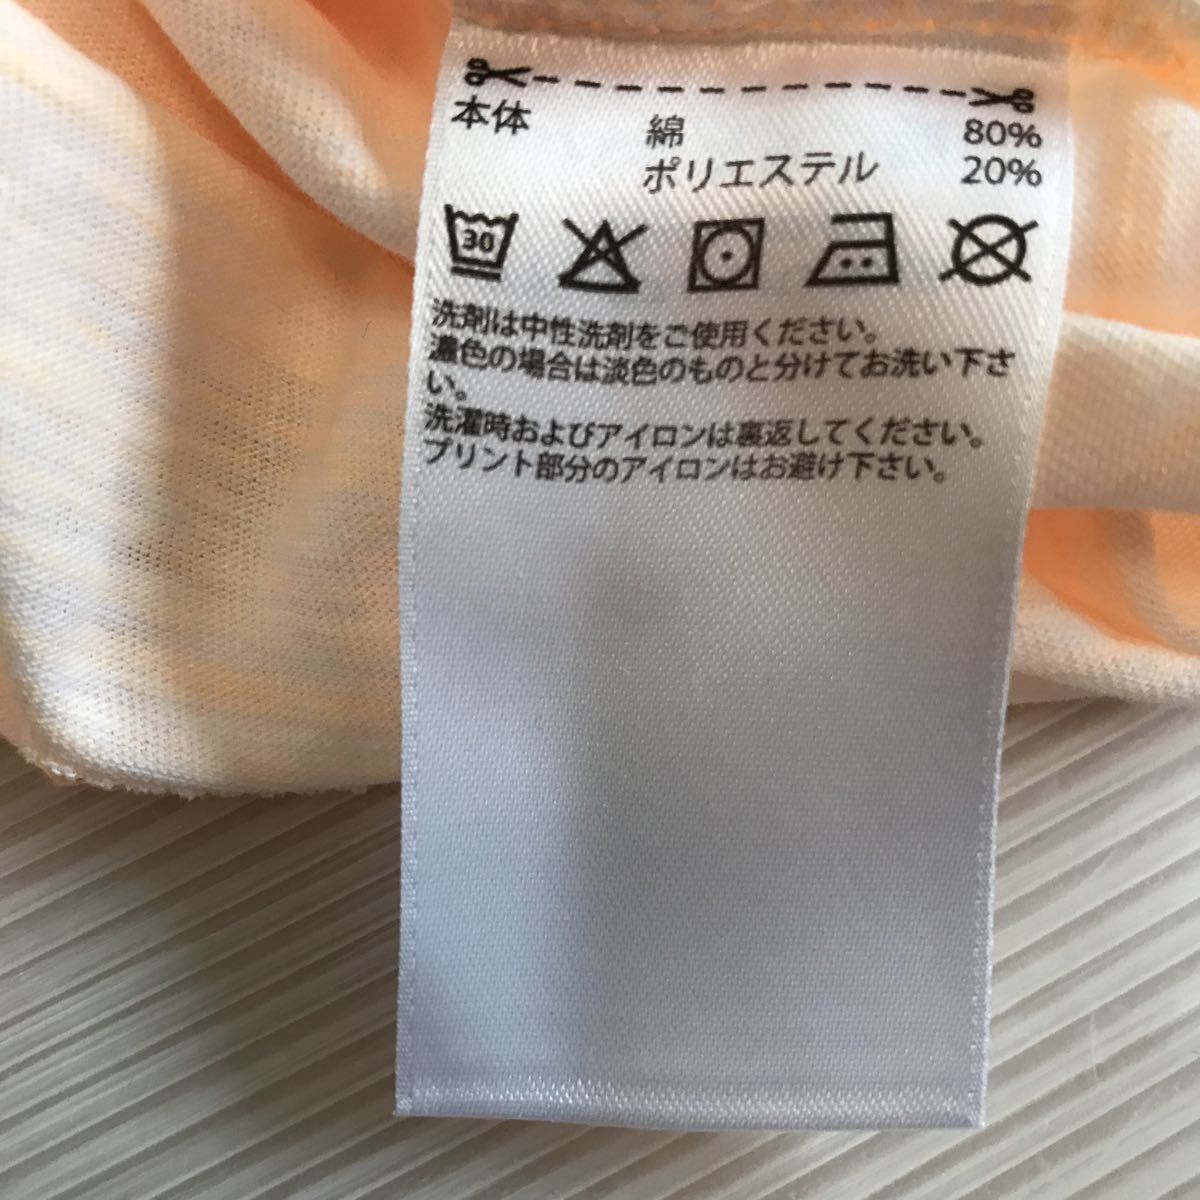 本体 綿 80%
ポリエステル 20%
30
洗剤は中性洗剤をご使用ください。
濃色の場合は淡色のものと分けてお洗い下さ
い。
洗濯時およびアイロンは裏返してください。
プリント部分のアイロンはお避け下さい。